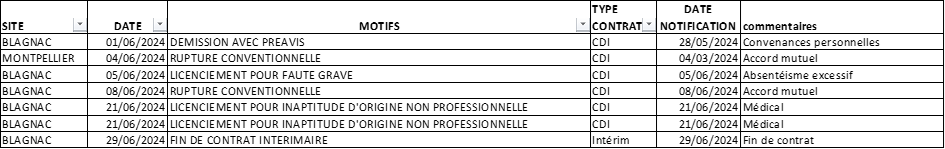 SITE DATE MOTIFS TYPE CONTRAT DATE NOTIFICATION commentaires
BLAGNAC 01/06/2024 DEMISSION AVEC PREAVIS CDI 28/05/2024 Convenances personnelles
MONTPELLIER 04/06/2024 RUPTURE CONVENTIONNELLE CDI 04/03/2024 Accord mutuel
BLAGNAC 05/06/2024 LICENCIEMENT POUR FAUTE GRAVE CDI 05/06/2024 Absentéisme excessif
BLAGNAC 08/06/2024 RUPTURE CONVENTIONNELLE CDI 08/06/2024 Accord mutuel
BLAGNAC 21/06/2024 LICENCIEMENT POUR INAPTITUDE D'ORIGINE NON PROFESSIONNELLE CDI 21/06/2024 Médical
BLAGNAC 21/06/2024 LICENCIEMENT POUR INAPTITUDE D'ORIGINE NON PROFESSIONNELLE CDI 21/06/2024 Médical
BLAGNAC 29/06/2024 FIN DE CONTRAT INTERIMAIRE Intérim 29/06/2024 Fin de contrat